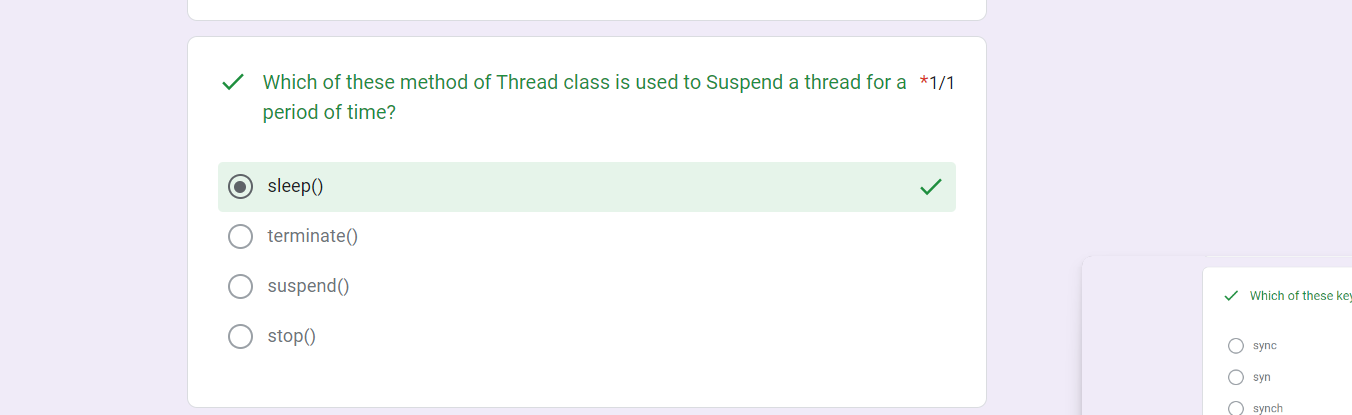 Which of these method of Thread class is used to Suspend a thread for a *1/1
period of time?
sleep()
terminate()
suspend()
stop()
Which of these key
sync
syn
synch